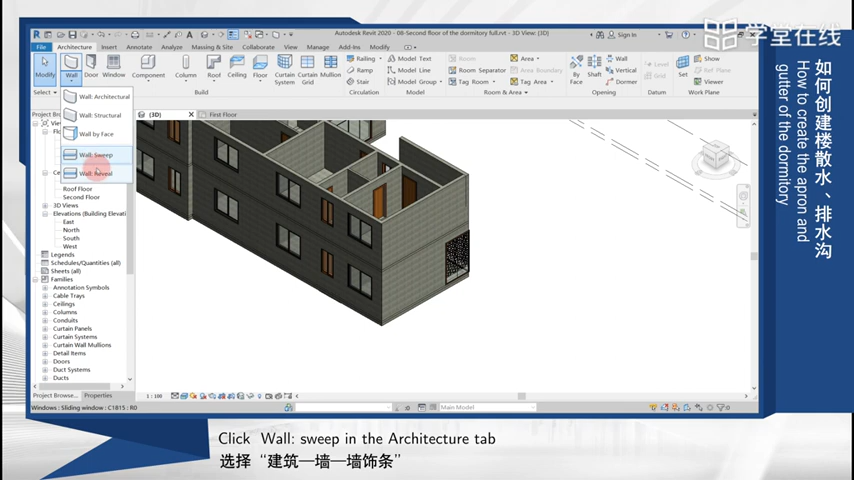 学堂在线
Autodesk Revit 2020 - 08-Second floor of the dormitory full.rvt - 3D View: {3D}
Sign In
File Architecture Insert Annotate Analyze Massing & Site Collaborate View Manage Add-Ins Modify
Modify Wall Door Window Component Column Roof Ceiling Floor Curtain System Curtain Grid Mullion
Railing
Ramp
Stair
Model Text
Model Line
Model Group
Room
Room Separator
Tag Room
Area
Area Boundary
Tag Area
By Face Shaft
Wall
Vertical
Dormer
Level
Grid
Set
Show
Ref Plane
Viewer
Select Build Circulation Room & Area Opening Datum Work Plane
Wall: Architectural
Wall: Structural
Wall by Face
Wall: Sweep
Wall: Reveal
{3D} First Floor
Project Bro
Roof Floor
Second Floor
3D Views
Elevations (Building Elevati
East
North
South
West
Legends
Schedules/Quantities (all)
Sheets (all)
Families
Annotation Symbols
Cable Trays
Ceilings
Columns
Conduits
Curtain Panels
Curtain Systems
Curtain Wall Mullions
Detail Items
Doors
Duct Systems
Ducts
Project Browse... Properties
1 : 100
Windows : Sliding window : C1815 : R0
Main Model
如何创建楼散水、排水沟
How to create the apron and
gutter of the dormitory
Click Wall: sweep in the Architecture tab
选择“建筑—墙—墙饰条”